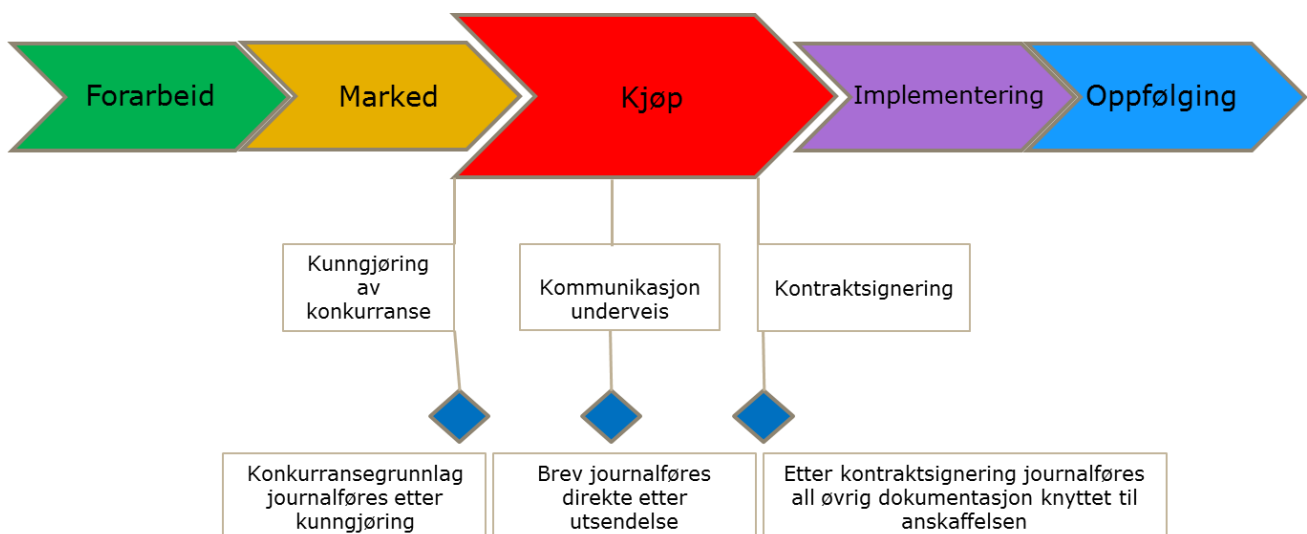 Forarbeid
Marked
Kjøp
Implementering
Oppfølging
Kunngjøring
av
konkurranse
Kommunikasjon
underveis
Kontraktsignering
Konkurransegrunnlag
journalføres etter
kunngjøring
Brev journalføres
direkte etter
utsendelse
Etter kontraktsignering journalføres
all øvrig dokumentasjon knyttet til
anskaffelsen